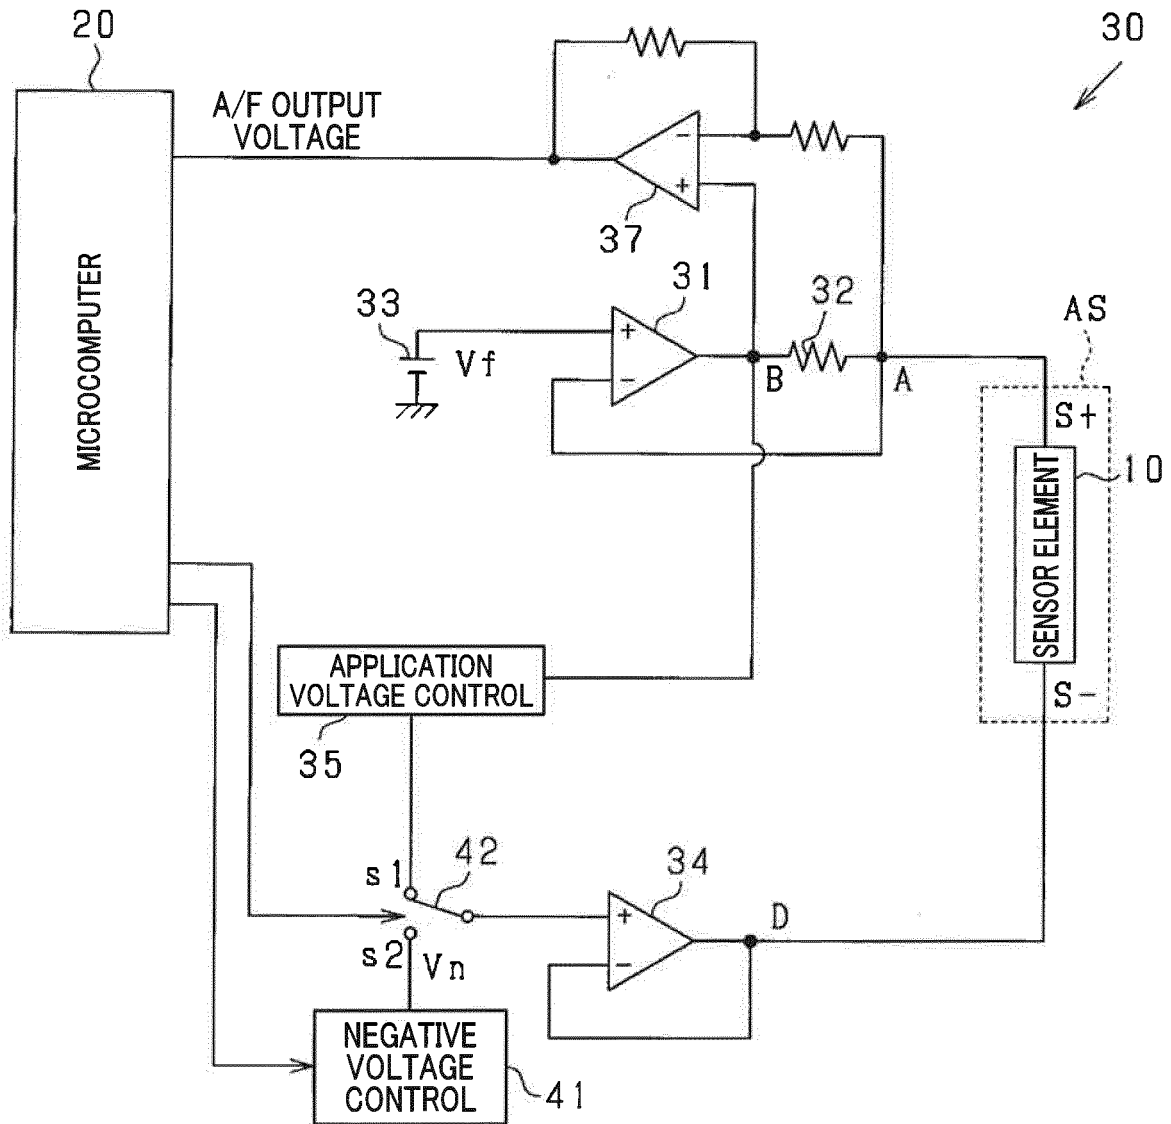 20
30
A/F OUTPUT
VOLTAGE
-
+
37
MICROCOMPUTER
33
Vf
+
-
31
32
B
A
AS
S+
SENSOR ELEMENT
10
S-
APPLICATION
VOLTAGE CONTROL
35
s1
42
s2
Vn
+
-
34
D
NEGATIVE
VOLTAGE
CONTROL
41